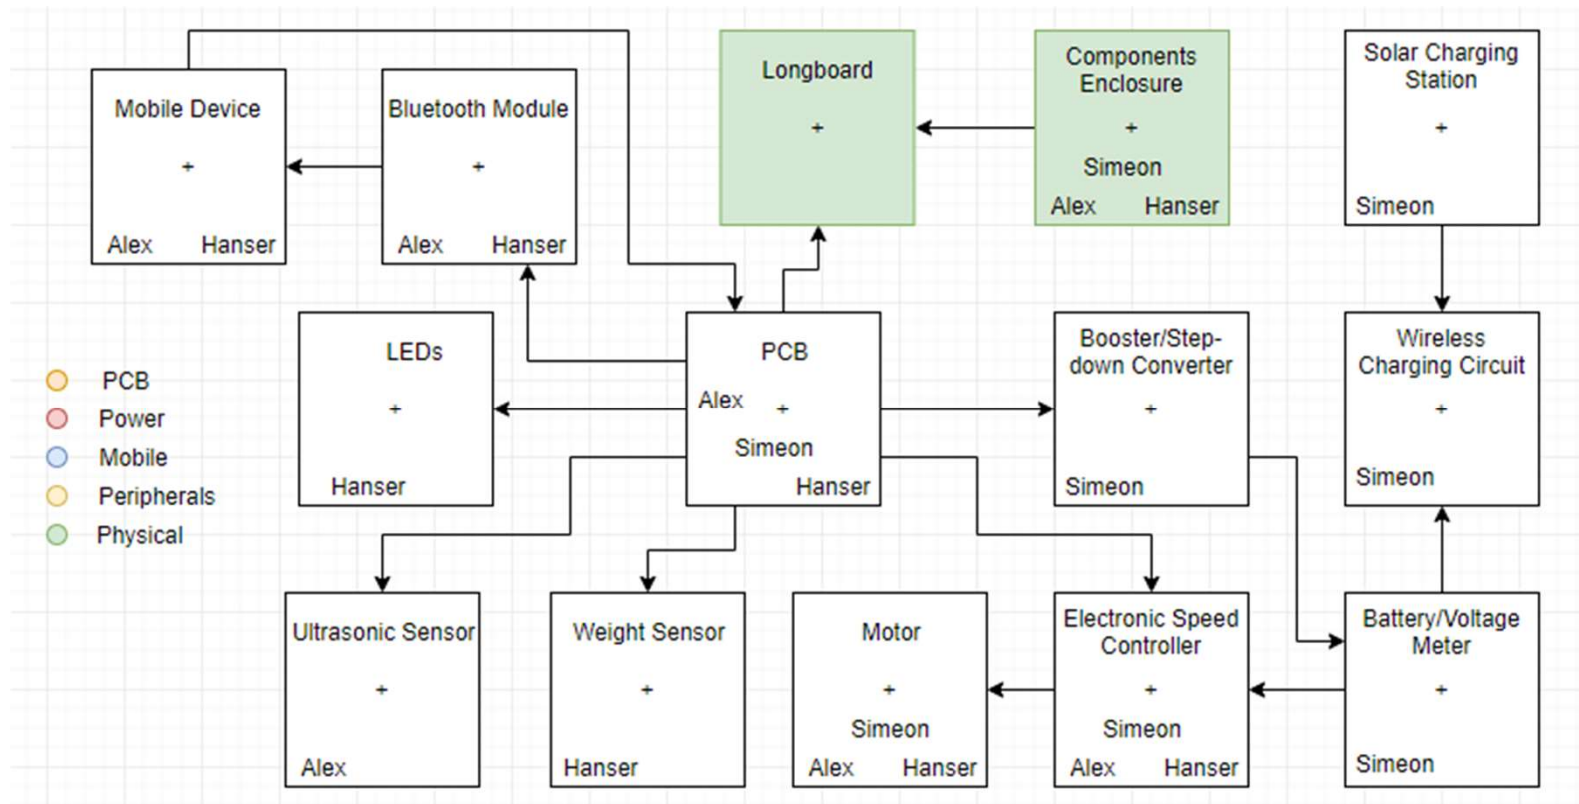 Mobile Device
+
Alex Hanser
Bluetooth Module
+
Alex Hanser
Longboard
+
Components
Enclosure
+
Simeon
Alex Hanser
Solar Charging
Station
+
Simeon
PCB
Power
Mobile
Peripherals
Physical
LEDs
+
Hanser
PCB
Alex +
Simeon
Hanser
Booster/Step-
down Converter
+
Simeon
Wireless
Charging Circuit
+
Simeon
Ultrasonic Sensor
+
Alex
Weight Sensor
+
Hanser
Motor
+
Simeon
Alex Hanser
Electronic Speed
Controller
+
Simeon
Alex Hanser
Battery/Voltage
Meter
+
Simeon